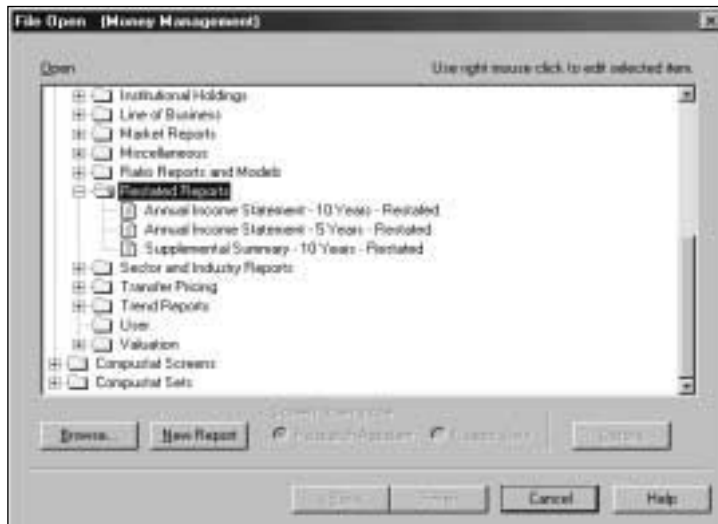 File Open (Money Management)
Open
Use right mouse click to edit selected item.
Institutional Holdings
Line of Business
Market Reports
Miscellaneous
Ratio Reports and Models
Restated Reports
Annual Income Statement - 10 Years - Restated
Annual Income Statement - 5 Years - Restated
Supplemental Summary - 10 Years - Restated
Sector and Industry Reports
Transfer Pricing
Trend Reports
User
Valuation
Compustat Screens
Compustat Sets
Browse... New Report
Cancel Help